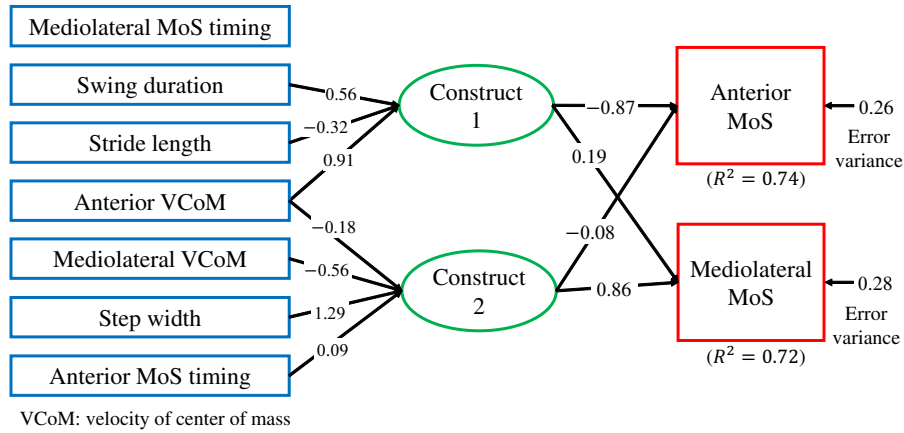 Mediolateral MoS timing
Swing duration
Stride length
Anterior VCoM
Mediolateral VCoM
Step width
Anterior MoS timing
VCoM: velocity of center of mass
0.56
−0.32
0.91
−0.18
−0.56
1.29
0.09
Construct
1
Construct
2
−0.87
0.19
−0.08
0.86
Anterior
MoS
(R² = 0.74)
0.26
Error
variance
Mediolateral
MoS
(R² = 0.72)
0.28
Error
variance